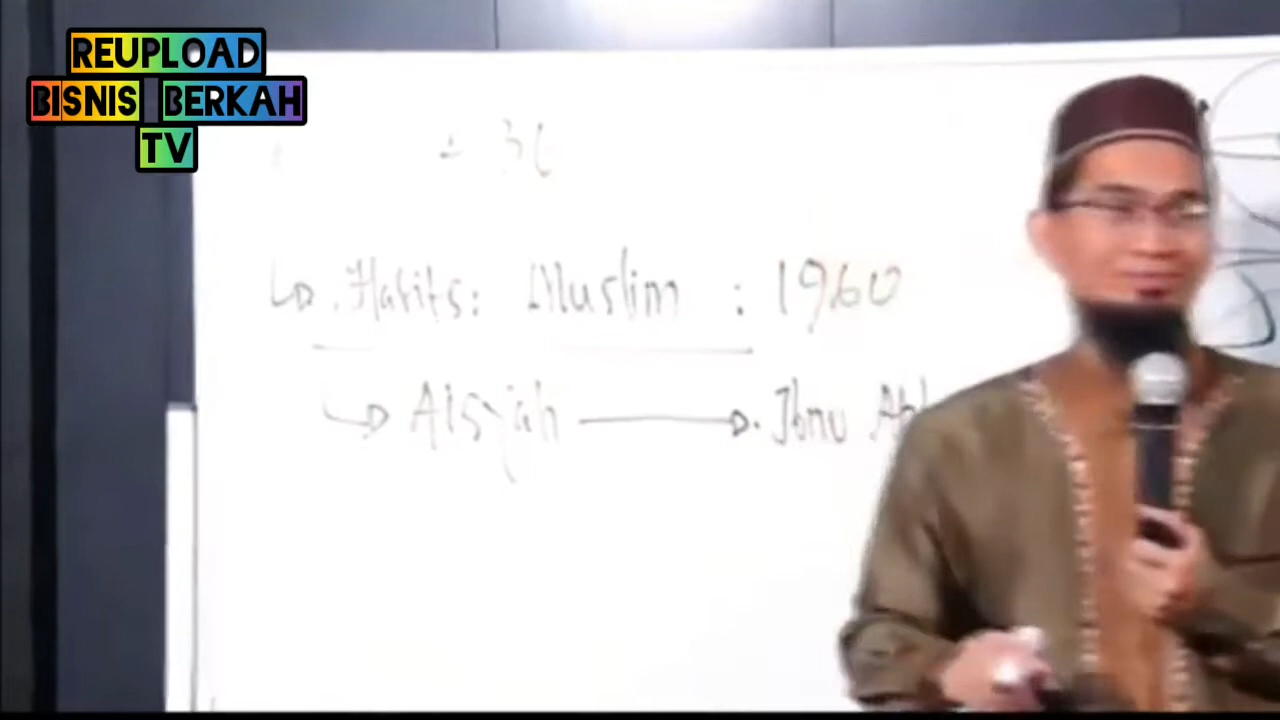 REUPLOAD
BISNIS BERKAH
TV
Hadits: Muslim : 1960
Aisyah → Ibnu